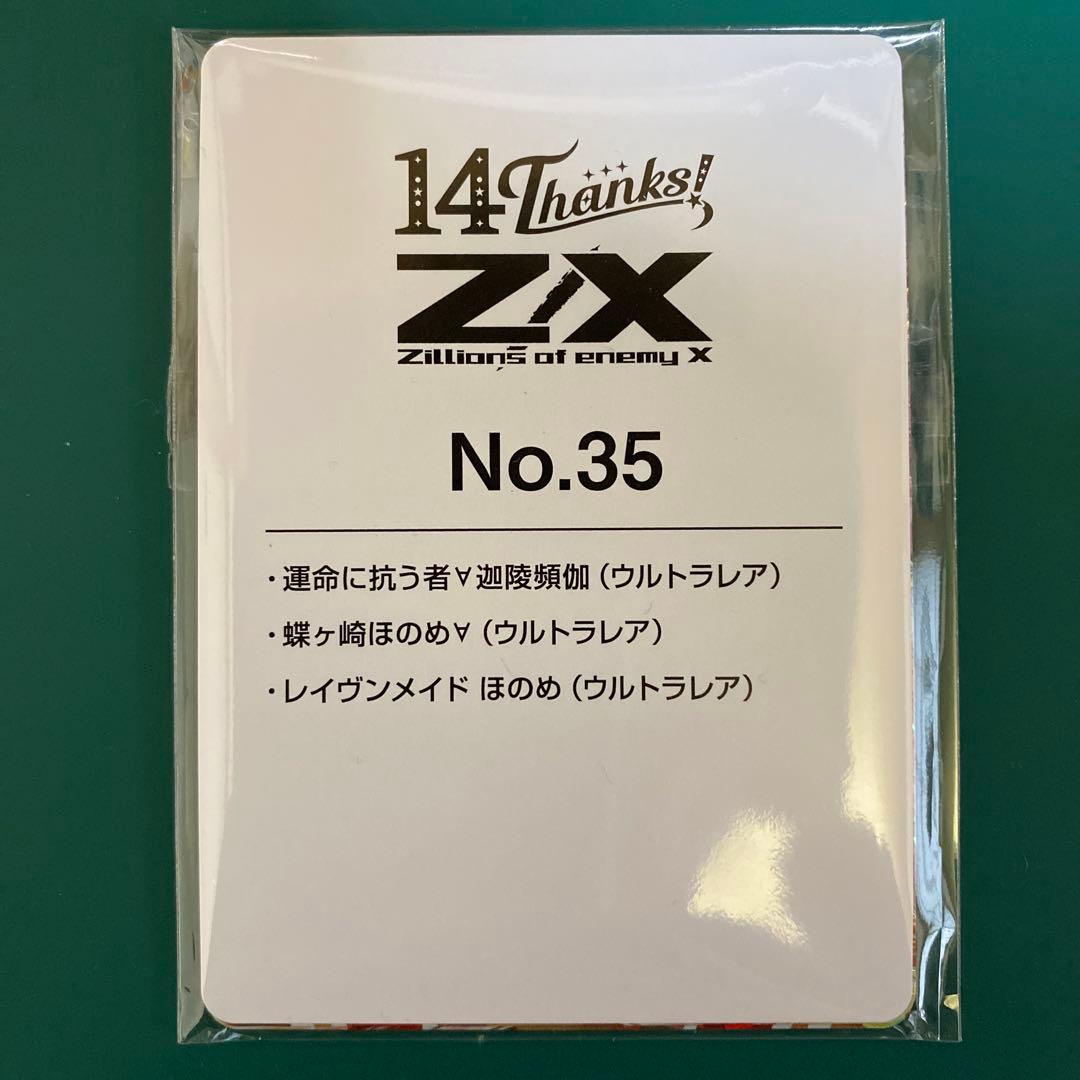 14 Thanks!
Z/X
Zillions of enemy X
No.35
・運命に抗う者∀迦陵頻伽（ウルトラレア）
・蝶ヶ崎ほのめ∀（ウルトラレア）
・レイヴンメイド ほのめ（ウルトラレア）